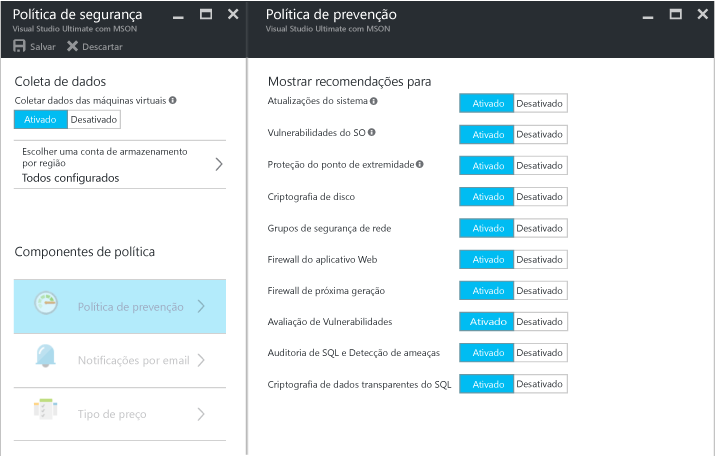 Política de segurança
Visual Studio Ultimate com MSON
Salvar Descartar
Coleta de dados
Coletar dados das máquinas virtuais
Ativado Desativado
Escolher uma conta de armazenamento
por região
Todos configurados
Componentes de política
Política de prevenção
Notificações por email
Tipo de preço
Política de prevenção
Visual Studio Ultimate com MSON
Mostrar recomendações para
Atualizações do sistema Ativado Desativado
Vulnerabilidades do SO Ativado Desativado
Proteção do ponto de extremidade Ativado Desativado
Criptografia de disco Ativado Desativado
Grupos de segurança de rede Ativado Desativado
Firewall do aplicativo Web Ativado Desativado
Firewall de próxima geração Ativado Desativado
Avaliação de Vulnerabilidades Ativado Desativado
Auditoria de SQL e Detecção de ameaças Ativado Desativado
Criptografia de dados transparentes do SQL Ativado Desativado